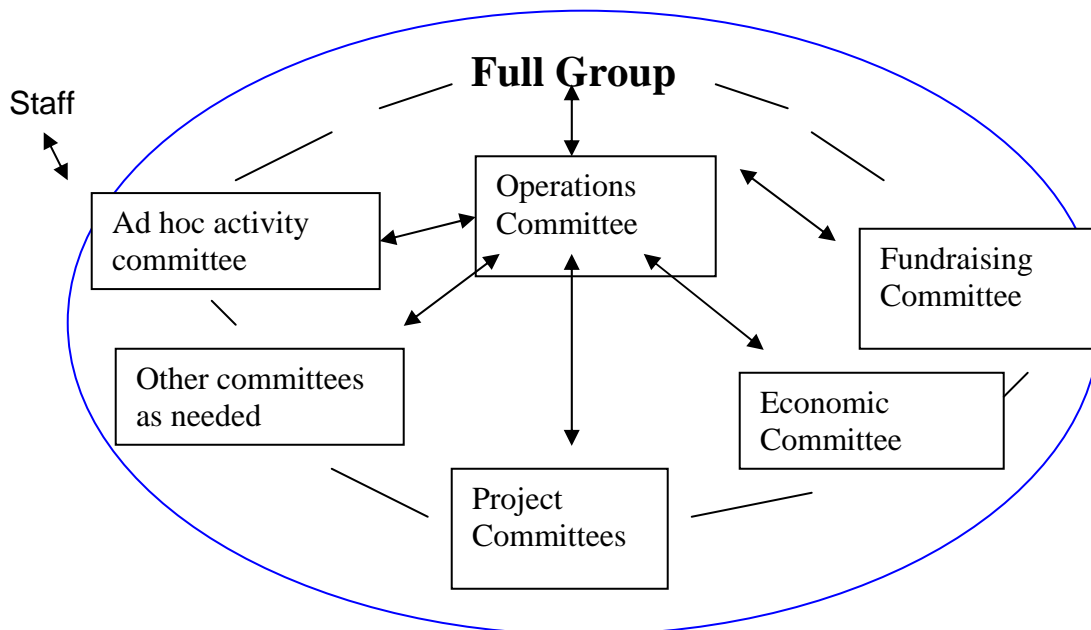 Full Group
Staff
Operations
Committee
Ad hoc activity
committee
Fundraising
Committee
Other committees
as needed
Economic
Committee
Project
Committees